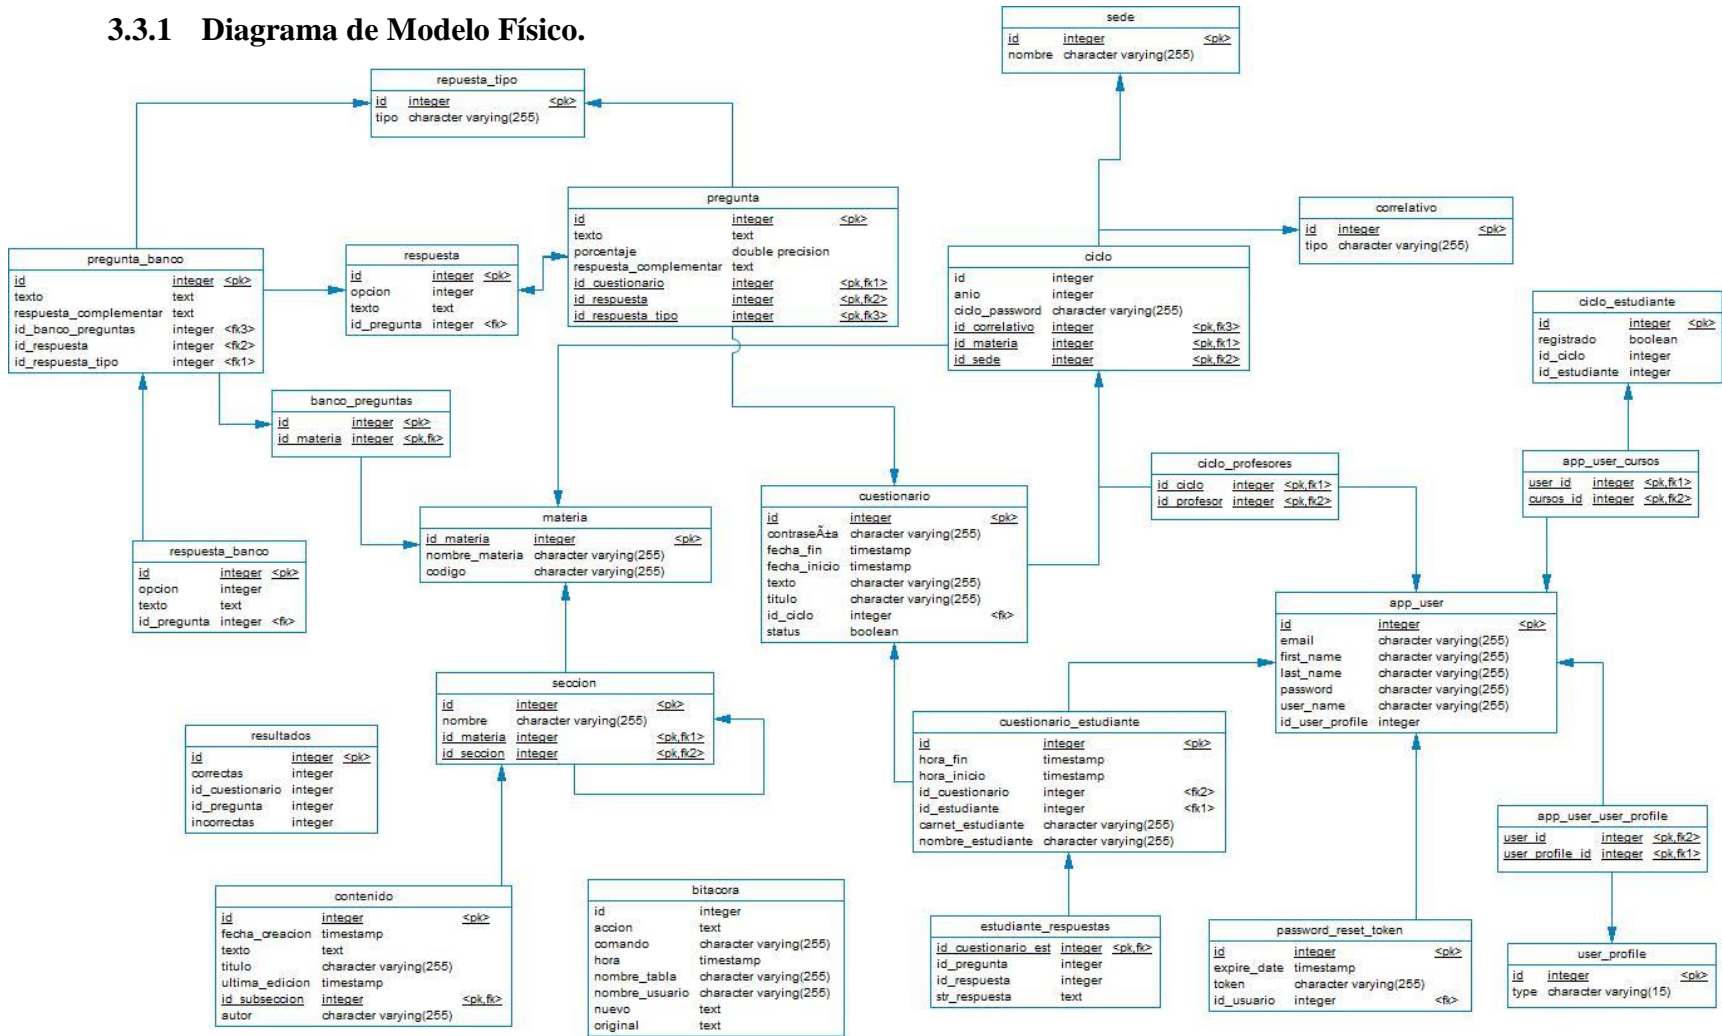 3.3.1 Diagrama de Modelo Físico.
sede
id integer <pk>
nombre character varying(255)
repuesta_tipo
id integer <pk>
tipo character varying(255)
pregunta
id integer <pk>
texto text
porcentaje double precision
respuesta_complementar text
id_cuestionario integer <pk,fk1>
id_respuesta integer <pk,fk2>
id_respuesta_tipo integer <pk,fk3>
correlativo
id integer <pk>
tipo character varying(255)
pregunta_banco
id integer <pk>
texto text
respuesta_complementar text
id_banco_preguntas integer <fk3>
id_respuesta integer <fk2>
id_respuesta_tipo integer <fk1>
respuesta
id integer <pk>
opcion integer
texto text
id_pregunta integer <fk>
ciclo
id integer
anio integer
ciclo_password character varying(255)
id_correlativo integer <pk,fk3>
id_materia integer <pk,fk1>
id_sede integer <pk,fk2>
ciclo_estudiante
id integer <pk>
registrado boolean
id_ciclo integer
id_estudiante integer
banco_preguntas
id integer <pk>
id_materia integer <pk,fk>
ciclo_profesores
id_ciclo integer <pk,fk1>
id_profesor integer <pk,fk2>
app_user_cursos
user_id integer <pk,fk1>
cursos_id integer <pk,fk2>
cuestionario
id integer <pk>
contraseÃ±a character varying(255)
fecha_fin timestamp
fecha_inicio timestamp
texto character varying(255)
titulo character varying(255)
id_ciclo integer <fk>
status boolean
materia
id_materia integer <pk>
nombre_materia character varying(255)
codigo character varying(255)
respuesta_banco
id integer <pk>
opcion integer
texto text
id_pregunta integer <fk>
app_user
id integer <pk>
email character varying(255)
first_name character varying(255)
last_name character varying(255)
password character varying(255)
user_name character varying(255)
id_user_profile integer
seccion
id integer <pk>
nombre character varying(255)
id_materia integer <pk,fk1>
id_seccion integer <pk,fk2>
cuestionario_estudiante
id integer <pk>
hora_fin timestamp
hora_inicio timestamp
id_cuestionario integer <fk2>
id_estudiante integer <fk1>
carnet_estudiante character varying(255)
nombre_estudiante character varying(255)
resultados
id integer <pk>
correctas integer
id_cuestionario integer
id_pregunta integer
incorrectas integer
app_user_user_profile
user_id integer <pk,fk2>
user_profile_id integer <pk,fk1>
contenido
id integer <pk>
fecha_creacion timestamp
texto text
titulo character varying(255)
ultima_edicion timestamp
id_subseccion integer <pk,fk>
autor character varying(255)
bitacora
id integer
accion text
comando character varying(255)
hora timestamp
nombre_tabla character varying(255)
nombre_usuario character varying(255)
nuevo text
original text
estudiante_respuestas
id_cuestionario_est integer <pk,fk>
id_pregunta integer
id_respuesta integer
str_respuesta text
password_reset_token
id integer <pk>
expire_date timestamp
token character varying(255)
id_usuario integer <fk>
user_profile
id integer <pk>
type character varying(15)